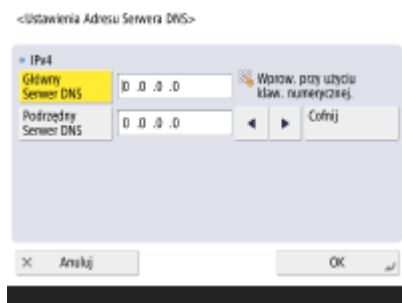 <Ustawienia Adresu Serwera DNS>
IPv4
Główny
Serwer DNS
0 .0 .0 .0
Wprow. przy użyciu
klaw. numerycznej.
Podrzędny
Serwer DNS
0 .0 .0 .0
Cofnij
Anuluj
OK